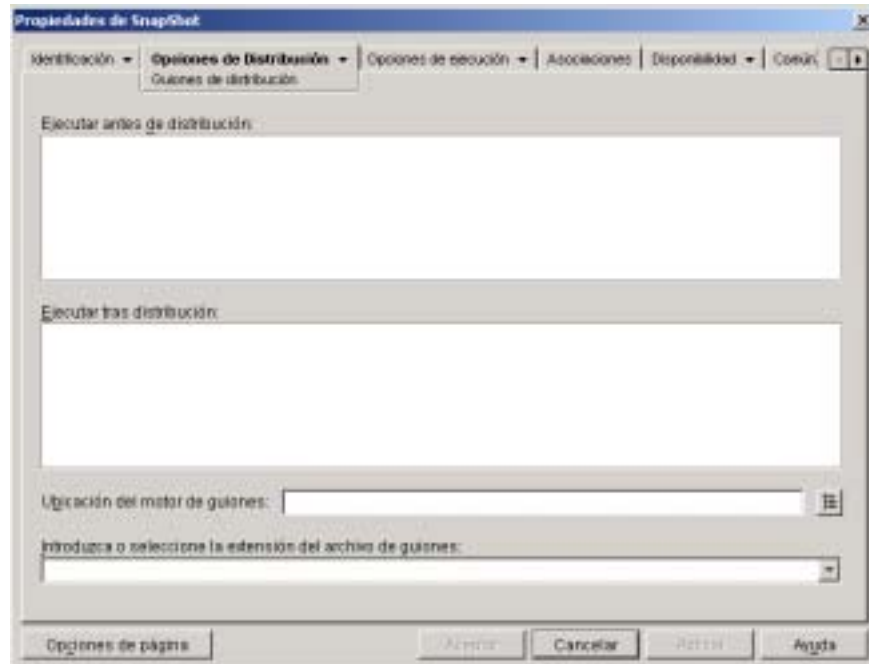 Propiedades de SnapShot
Identificación
Opciones de Distribución
Guiones de distribución
Opciones de ejecución
Asociaciones
Disponibilidad
Común
Ejecutar antes de distribución:
Ejecutar tras distribución:
Ubicación del motor de guiones:
Introduzca o seleccione la extensión del archivo de guiones:
Opciones de página
Aceptar
Cancelar
Ayuda